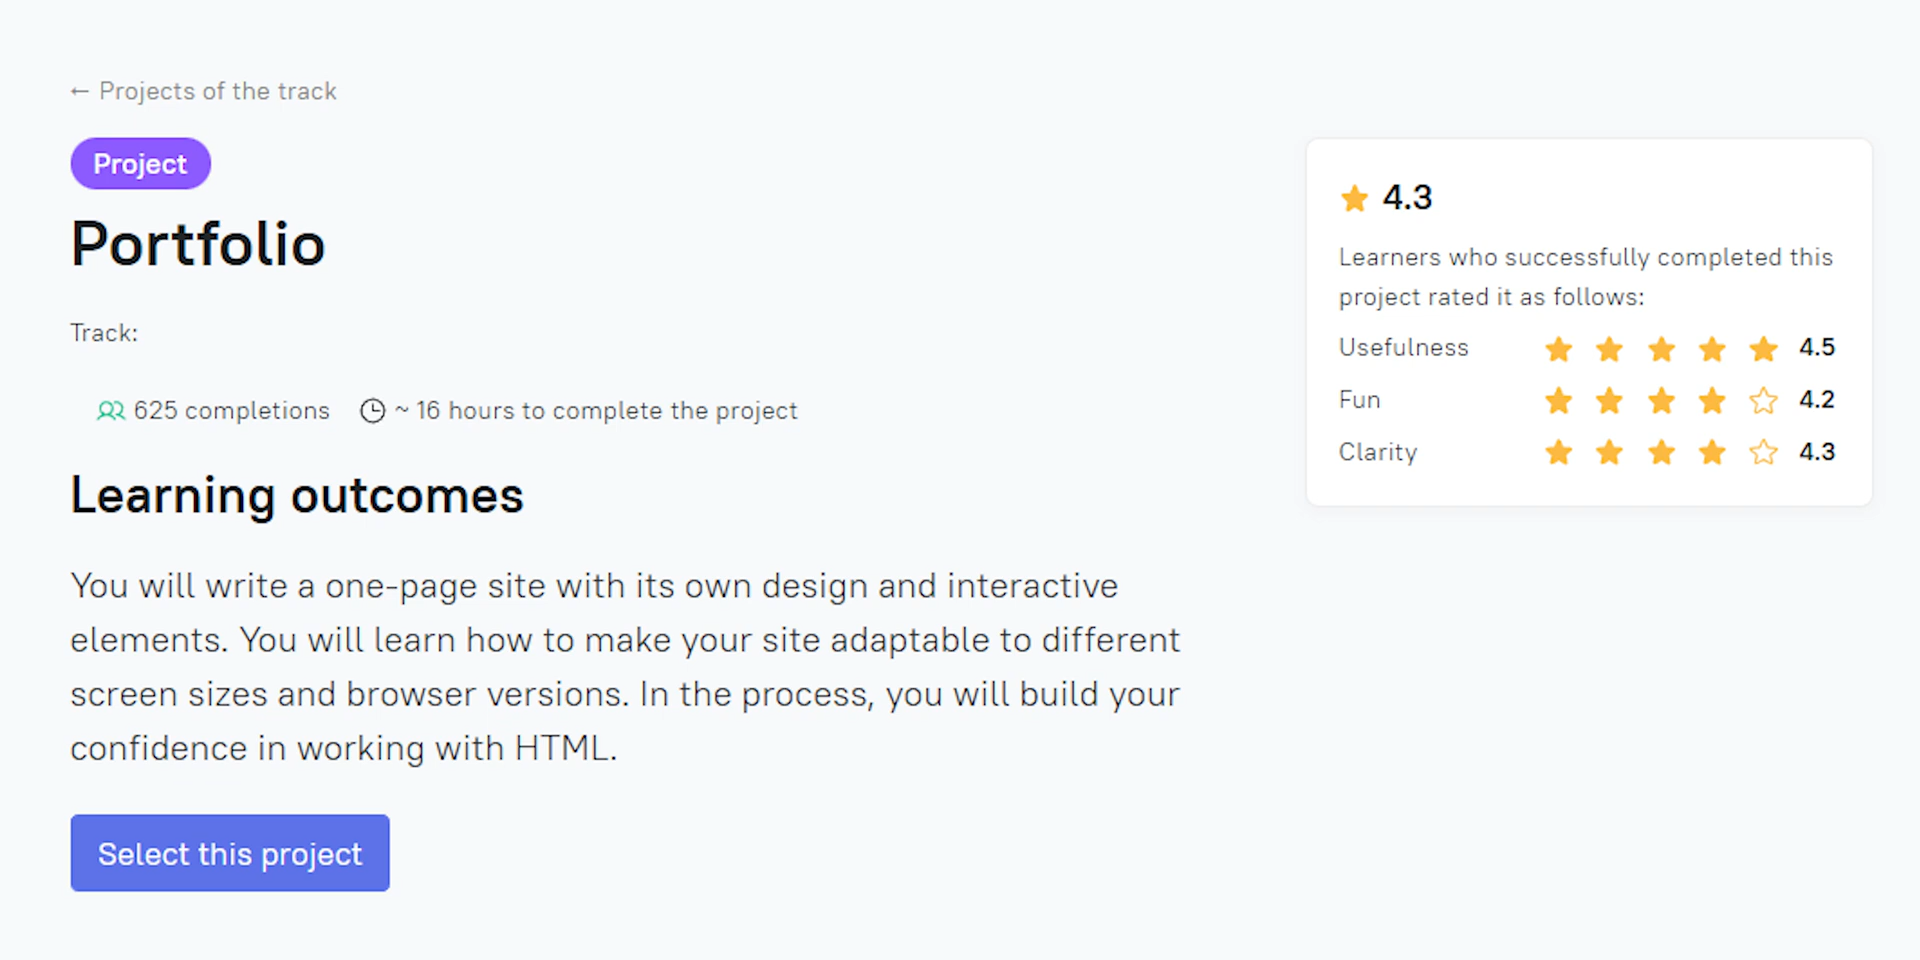 ← Projects of the track
Project
Portfolio
Track:
625 completions ~ 16 hours to complete the project
Learning outcomes
You will write a one-page site with its own design and interactive
elements. You will learn how to make your site adaptable to different
screen sizes and browser versions. In the process, you will build your
confidence in working with HTML.
Select this project
4.3
Learners who successfully completed this
project rated it as follows:
Usefulness 4.5
Fun 4.2
Clarity 4.3